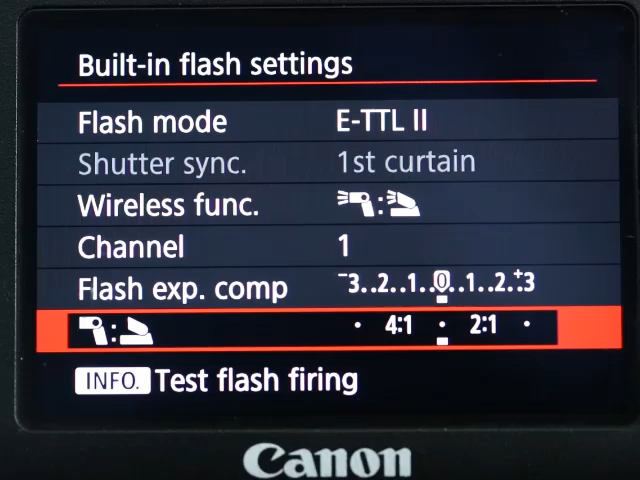 Built-in flash settings
Flash mode E-TTL II
Shutter sync. 1st curtain
Wireless func. :
Channel 1
Flash exp. comp -3..2..1..0..1..2..+3
: • 4:1 • 2:1 •
INFO. Test flash firing
Canon